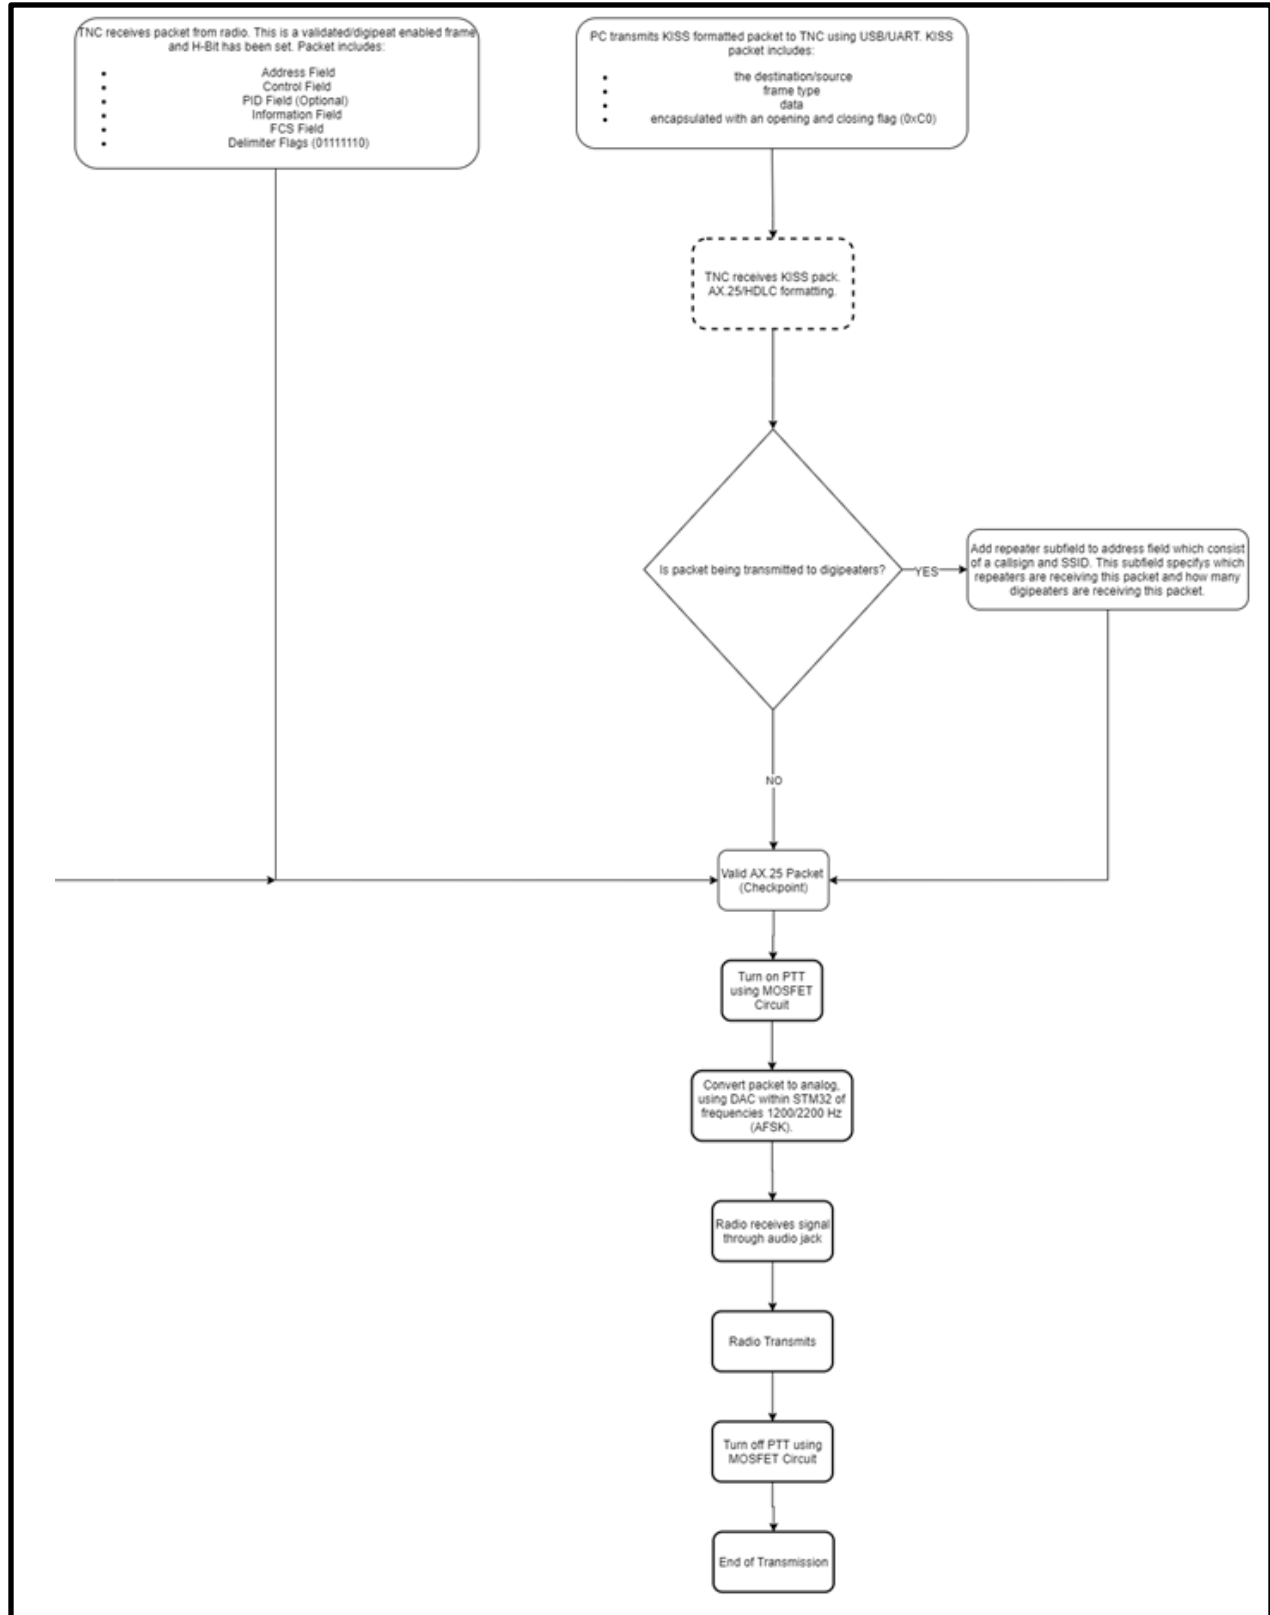 TNC receives packet from radio. This is a validated/digipeat enabled frame
and H-Bit has been set. Packet includes:
• Address Field
• Control Field
• PID Field (Optional)
• Information Field
• FCS Field
• Delimiter Flags (01111110)
PC transmits KISS formatted packet to TNC using USB/UART. KISS
packet includes:
• the destination/source
• frame type
• data
• encapsulated with an opening and closing flag (0xC0)
TNC receives KISS pack.
AX.25/HDLC formatting.
Is packet being transmitted to digipeaters?
YES
Add repeater subfield to address field which consist
of a callsign and SSID. This subfield specifys which
repeaters are receiving this packet and how many
digipeaters are receiving this packet.
NO
Valid AX.25 Packet
(Checkpoint)
Turn on PTT
using MOSFET
Circuit
Convert packet to analog,
using DAC within STM32 of
frequencies 1200/2200 Hz
(AFSK).
Radio receives signal
through audio jack
Radio Transmits
Turn off PTT using
MOSFET Circuit
End of Transmission